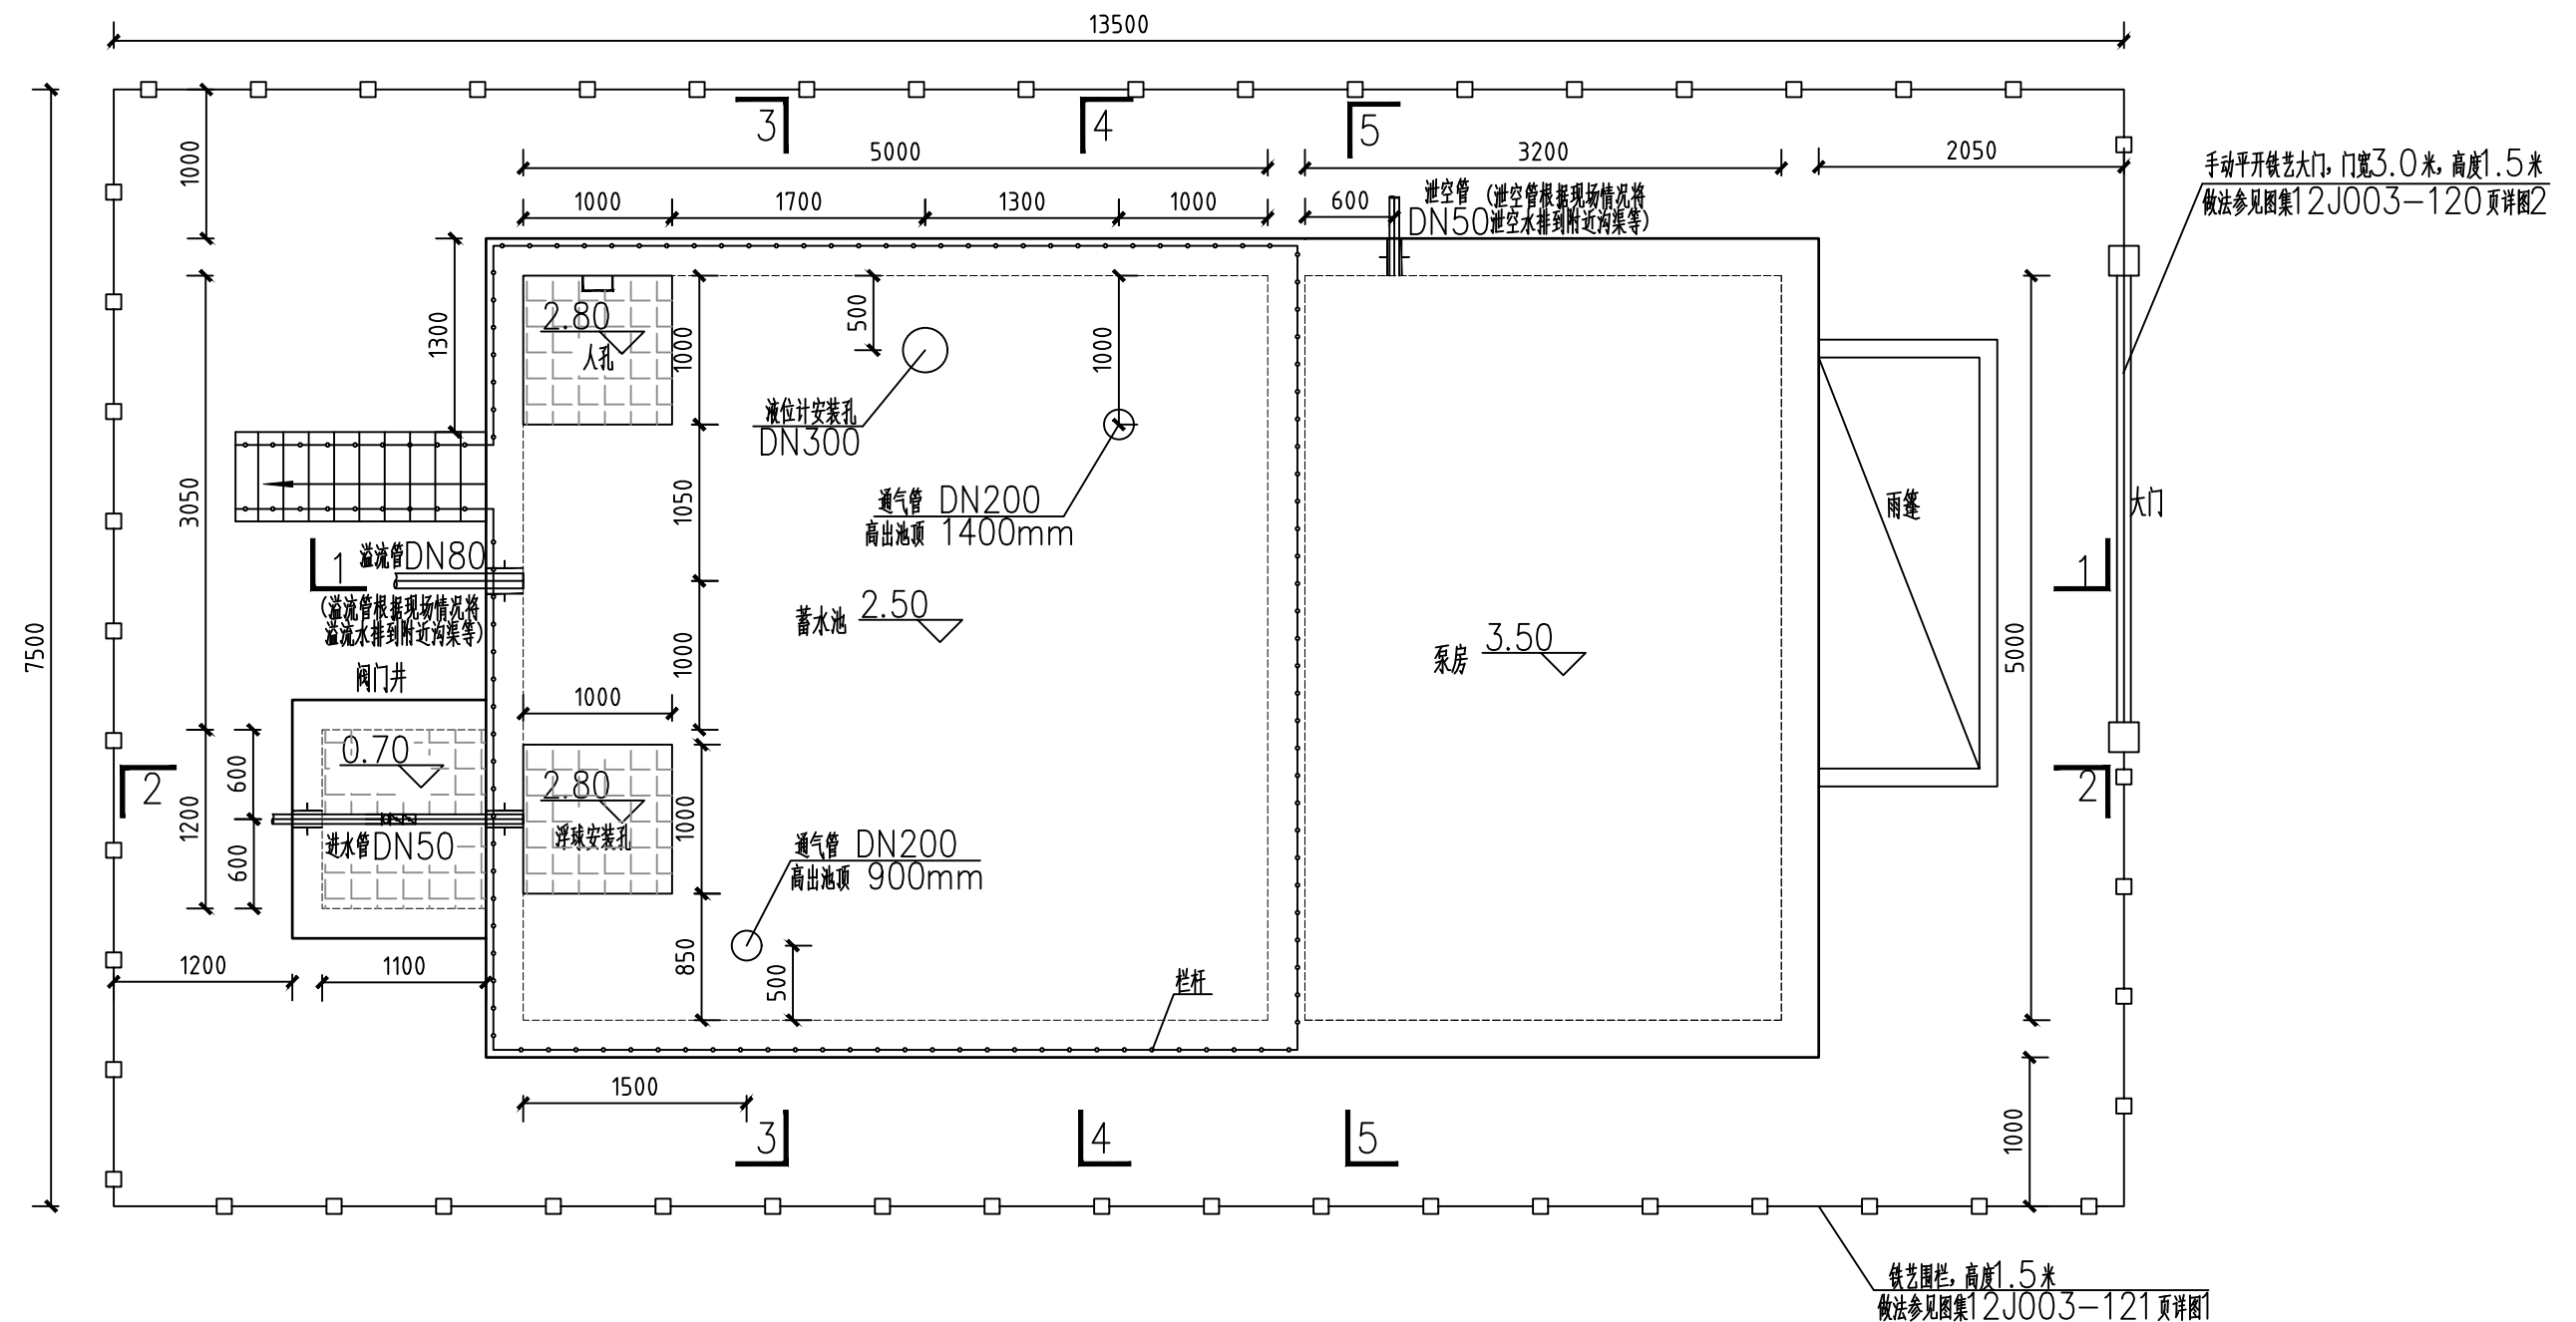 13500
3
4
5
5000
3200
2050
1000
手动平开铁艺大门，门宽3.0米，高度1.5米
做法参见图集12J003-120页详图2
1000
1700
1300
1000
600
泄空管（泄空管根据现场情况将
DN50泄空水排到附近沟渠等）
2.80
人孔
1300
1000
500
1000
液位计安装孔
DN300
3050
1050
通气管 DN200
高出池顶 1400mm
雨篷
大门
溢流管DN80
1
1
（溢流管根据现场情况将
溢流水排到附近沟渠等）
7500
蓄水池 2.50
泵房 3.50
5000
1000
阀门井
1000
0.70
2.80
2
2
600
1200
1000
进水管DN50
浮球安装孔
通气管 DN200
高出池顶 900mm
600
850
500
1200
1100
栏杆
1500
1000
3
4
5
铁艺围栏，高度1.5米
做法参见图集12J003-121页详图1